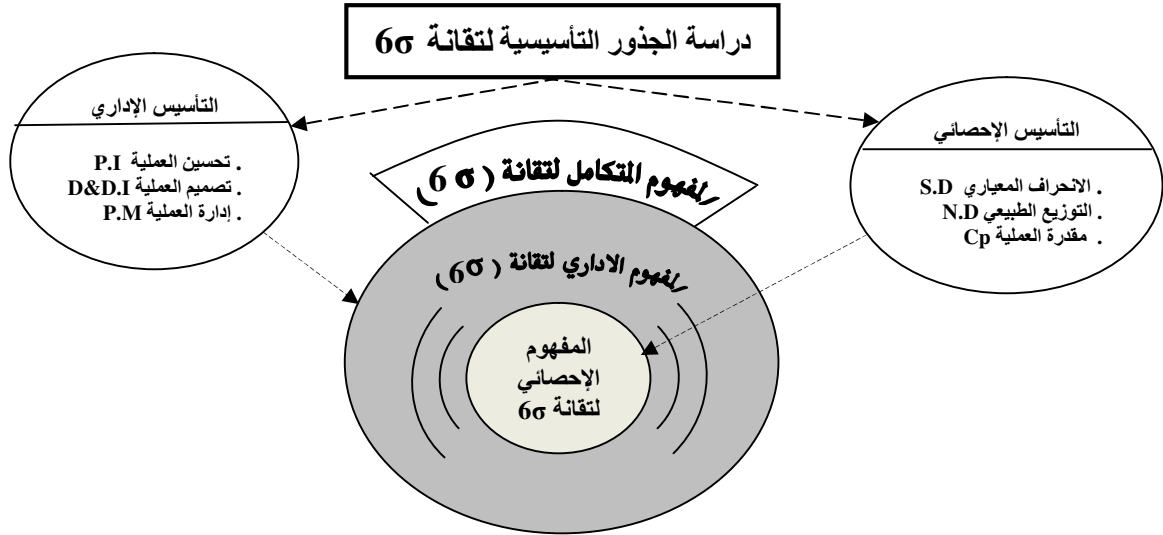 دراسة الجذور التأسيسية لتقانة 6σ
التأسيس الإحصائي
. الانحراف المعياري S.D
. التوزيع الطبيعي N.D
. مقدرة العملية Cp
التأسيس الإداري
. تحسين العملية P.I
. تصميم العملية D&D.I
. إدارة العملية P.M
المفهوم المتكامل لتقانة ( 6 σ )
المفهوم الاداري لتقانة ( 6σ )
المفهوم
الإحصائي
لتقانة 6σ